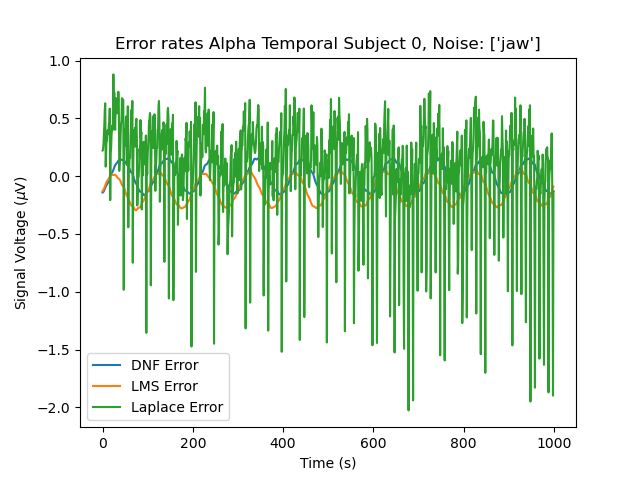 Error rates Alpha Temporal Subject 0, Noise: ['jaw']
1.0
0.5
0.0
−0.5
−1.0
−1.5
−2.0
Signal Voltage (μV)
DNF Error
LMS Error
Laplace Error
0 200 400 600 800 1000
Time (s)